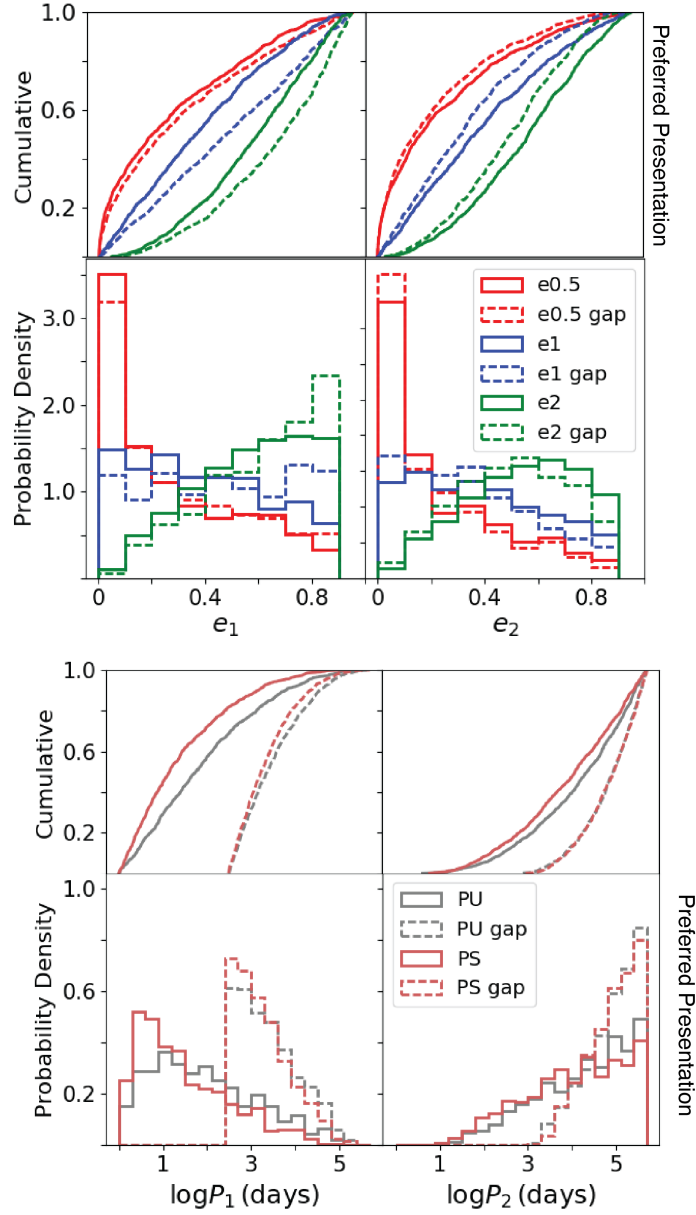 1.0
0.6
0.2
Cumulative
Preferred Presentation
3.0
2.0
1.0
Probability Density
e0.5
e0.5 gap
e1
e1 gap
e2
e2 gap
0 0.4 0.8 0 0.4 0.8
e₁ e₂
1.0
0.6
0.2
Cumulative
1.0
0.6
0.2
Probability Density
PU
PU gap
PS
PS gap
Preferred Presentation
1 3 5 1 3 5
logP₁(days) logP₂(days)